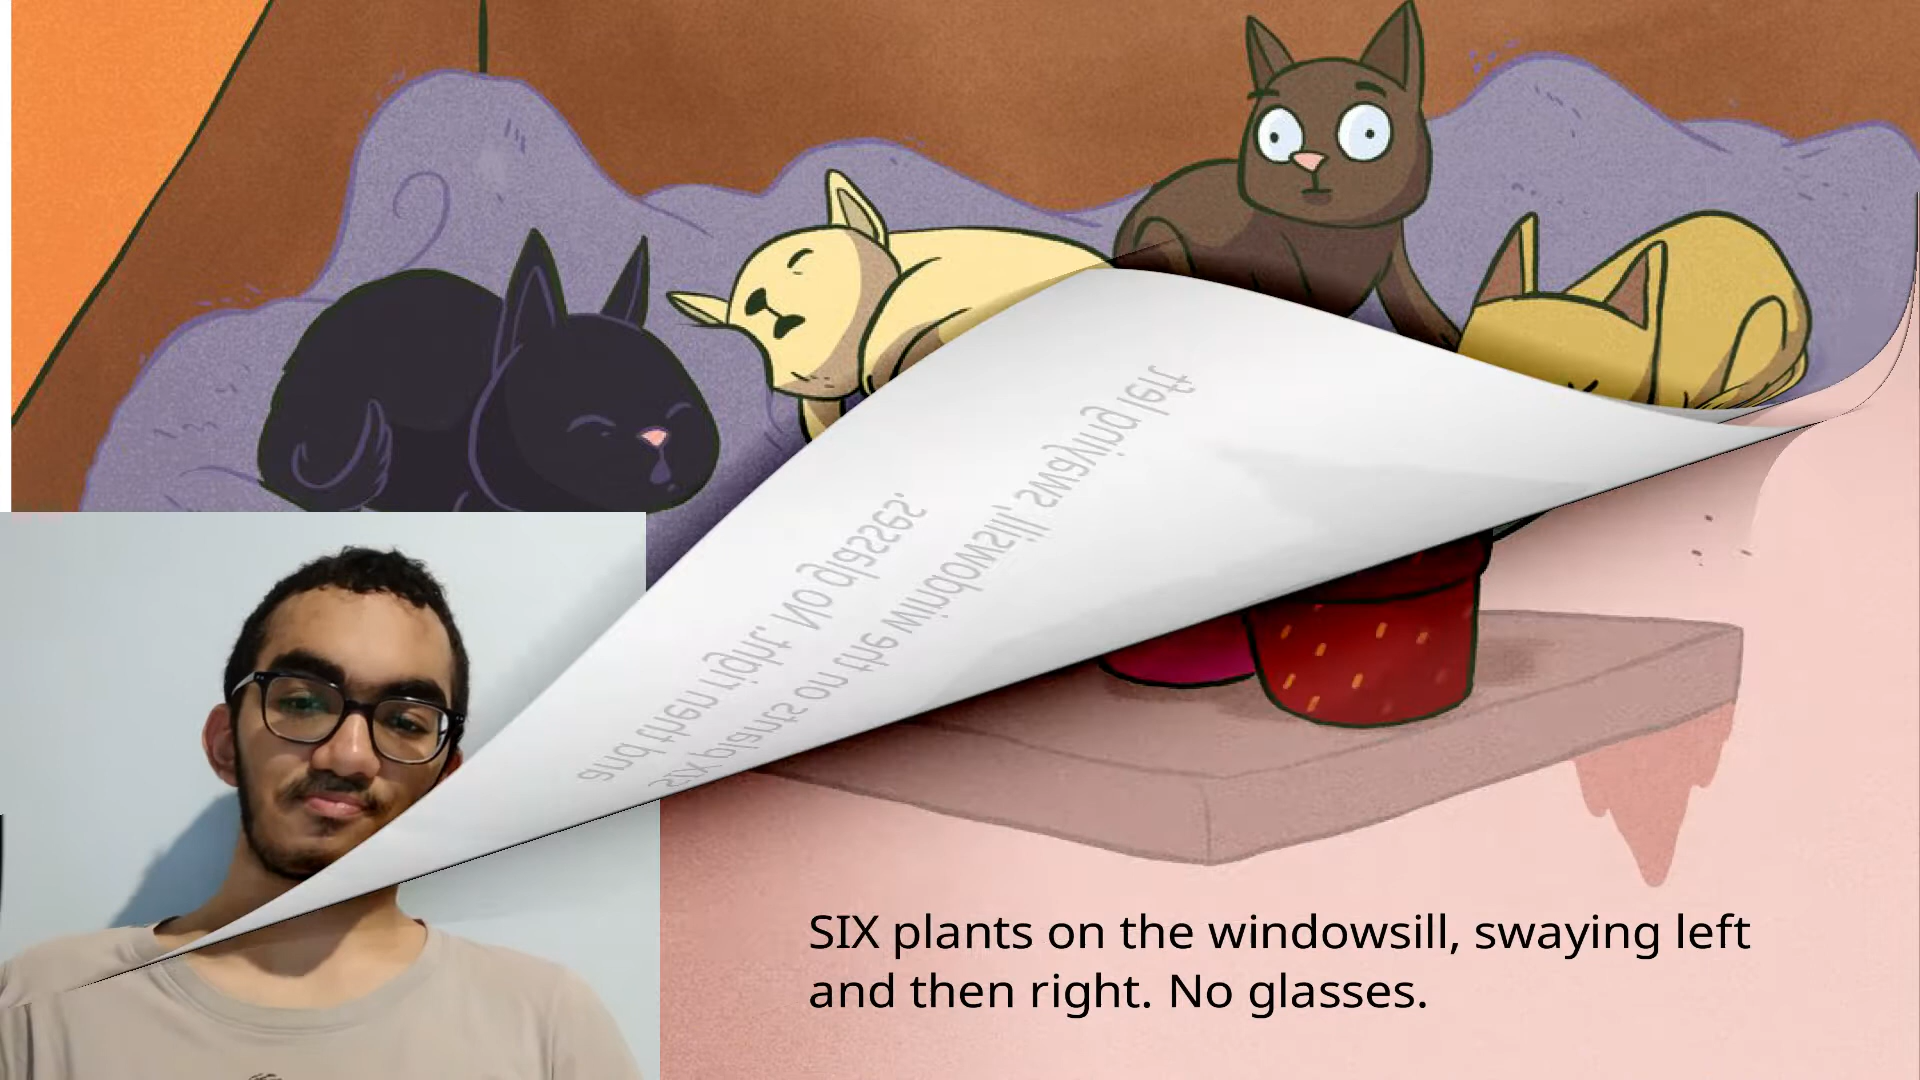 SIX plants on the windowsill, swaying left
and then right. No glasses.